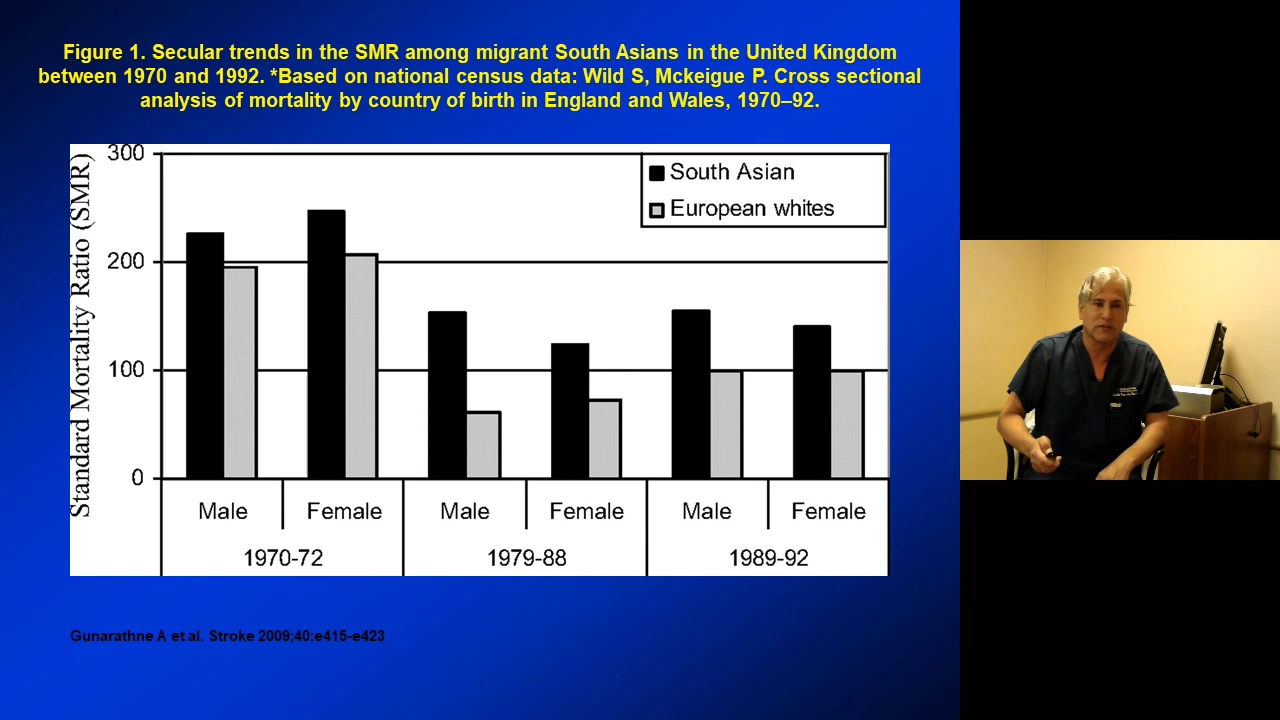 Figure 1. Secular trends in the SMR among migrant South Asians in the United Kingdom
between 1970 and 1992. *Based on national census data: Wild S, Mckeigue P. Cross sectional
analysis of mortality by country of birth in England and Wales, 1970–92.
Standard Mortality Ratio (SMR)
300
200
100
0
South Asian
European whites
Male Female Male Female Male Female
1970-72 1979-88 1989-92
Gunarathne A et al. Stroke 2009;40:e415-e423